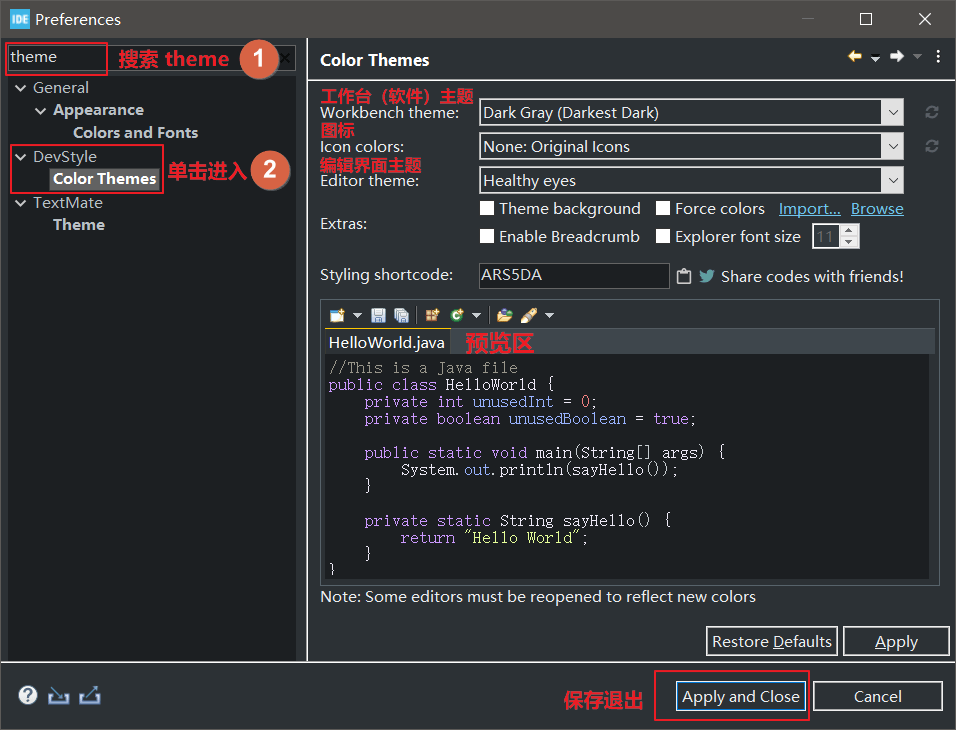 IDE Preferences
theme 搜索 theme 1
General
Appearance
Colors and Fonts
DevStyle
Color Themes
单击进入 2
TextMate
Theme
Color Themes
工作台（软件）主题
Workbench theme: Dark Gray (Darkest Dark)
图标
Icon colors: None: Original Icons
编辑界面主题
Editor theme: Healthy eyes
Extras:
Theme background Force colors Import... Browse
Enable Breadcrumb Explorer font size 11
Styling shortcode: ARS5DA Share codes with friends!
HelloWorld.java 预览区
//This is a Java file
public class HelloWorld {
    private int unusedInt = 0;
    private boolean unusedBoolean = true;
    public static void main(String[] args) {
        System.out.println(sayHello());
    }
    private static String sayHello() {
        return "Hello World";
    }
}
Note: Some editors must be reopened to reflect new colors
Restore Defaults Apply
保存退出 Apply and Close Cancel